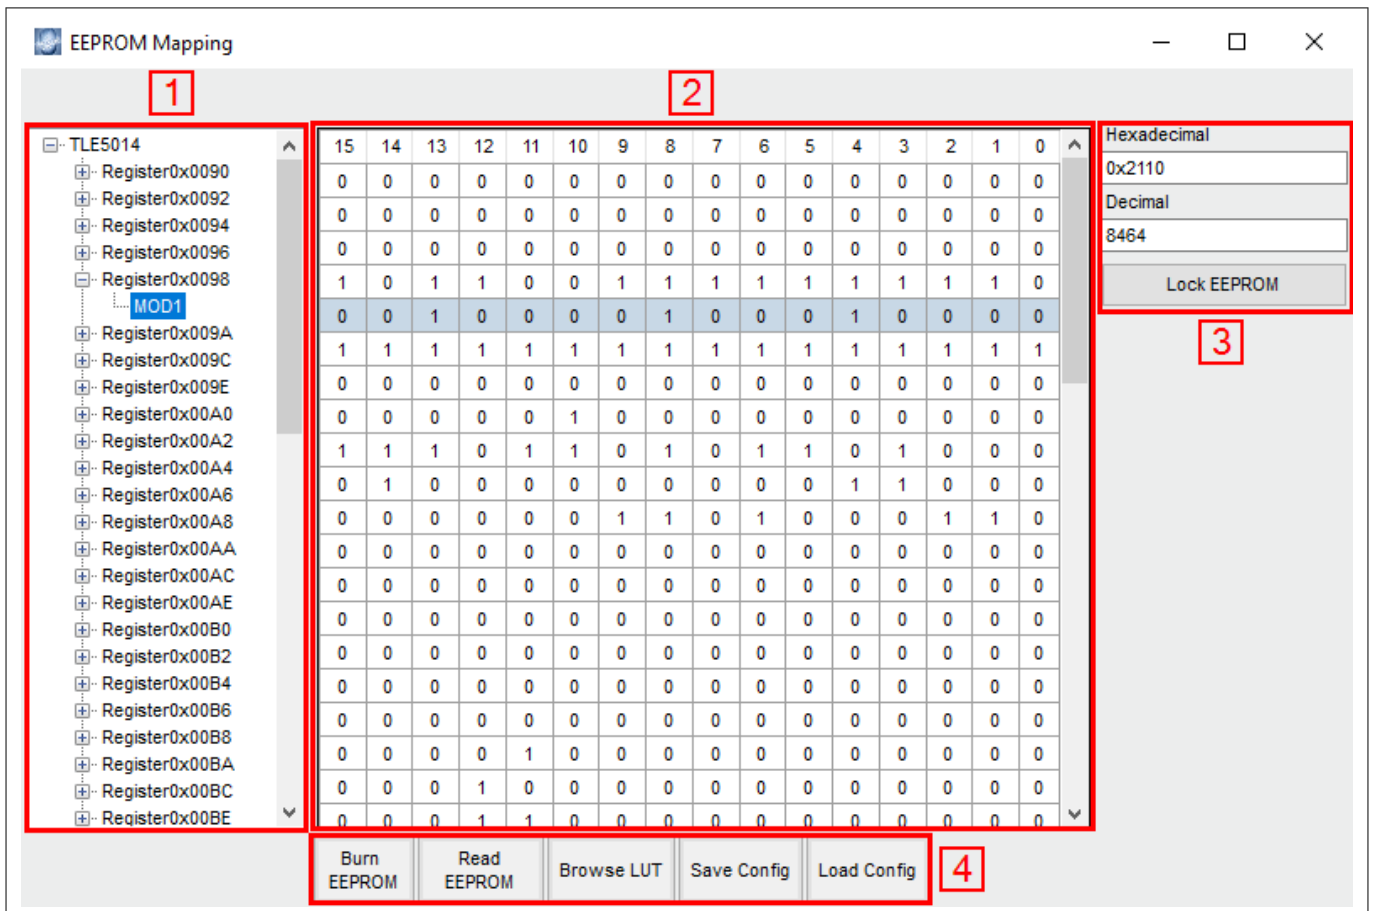 EEPROM Mapping
1
2
TLE5014
Register0x0090
Register0x0092
Register0x0094
Register0x0096
Register0x0098
MOD1
Register0x009A
Register0x009C
Register0x009E
Register0x00A0
Register0x00A2
Register0x00A4
Register0x00A6
Register0x00A8
Register0x00AA
Register0x00AC
Register0x00AE
Register0x00B0
Register0x00B2
Register0x00B4
Register0x00B6
Register0x00B8
Register0x00BA
Register0x00BC
Register0x00BE
15 14 13 12 11 10 9 8 7 6 5 4 3 2 1 0
0 0 0 0 0 0 0 0 0 0 0 0 0 0 0 0
0 0 0 0 0 0 0 0 0 0 0 0 0 0 0 0
0 0 0 0 0 0 0 0 0 0 0 0 0 0 0 0
1 0 1 1 0 0 1 1 1 1 1 1 1 1 1 0
0 0 1 0 0 0 0 1 0 0 0 1 0 0 0 0
1 1 1 1 1 1 1 1 1 1 1 1 1 1 1 1
0 0 0 0 0 0 0 0 0 0 0 0 0 0 0 0
0 0 0 0 0 1 0 0 0 0 0 0 0 0 0 0
1 1 1 0 1 1 0 1 0 1 1 0 1 0 0 0
0 1 0 0 0 0 0 0 0 0 0 1 1 0 0 0
0 0 0 0 0 0 1 1 0 1 0 0 0 1 1 0
0 0 0 0 0 0 0 0 0 0 0 0 0 0 0 0
0 0 0 0 0 0 0 0 0 0 0 0 0 0 0 0
0 0 0 0 0 0 0 0 0 0 0 0 0 0 0 0
0 0 0 0 0 0 0 0 0 0 0 0 0 0 0 0
0 0 0 0 0 0 0 0 0 0 0 0 0 0 0 0
0 0 0 0 0 0 0 0 0 0 0 0 0 0 0 0
0 0 0 0 1 0 0 0 0 0 0 0 0 0 0 0
0 0 0 1 0 0 0 0 0 0 0 0 0 0 0 0
0 0 0 1 1 0 0 0 0 0 0 0 0 0 0 0
Hexadecimal
0x2110
Decimal
8464
Lock EEPROM
3
Burn
EEPROM
Read
EEPROM
Browse LUT
Save Config
Load Config
4